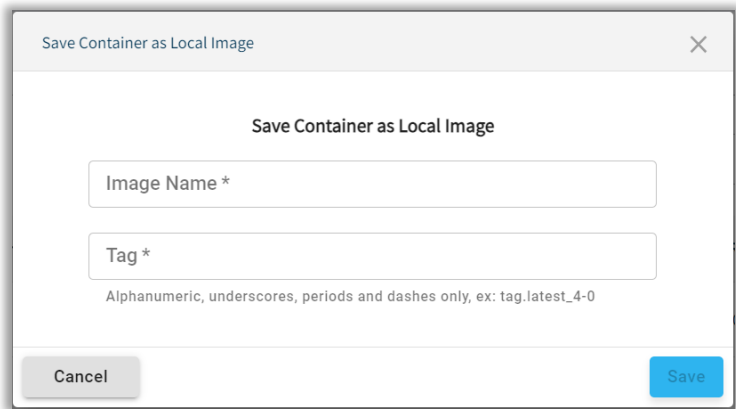 Save Container as Local Image
Save Container as Local Image
Image Name *
Tag *
Alphanumeric, underscores, periods and dashes only, ex: tag.latest_4-0
Cancel
Save